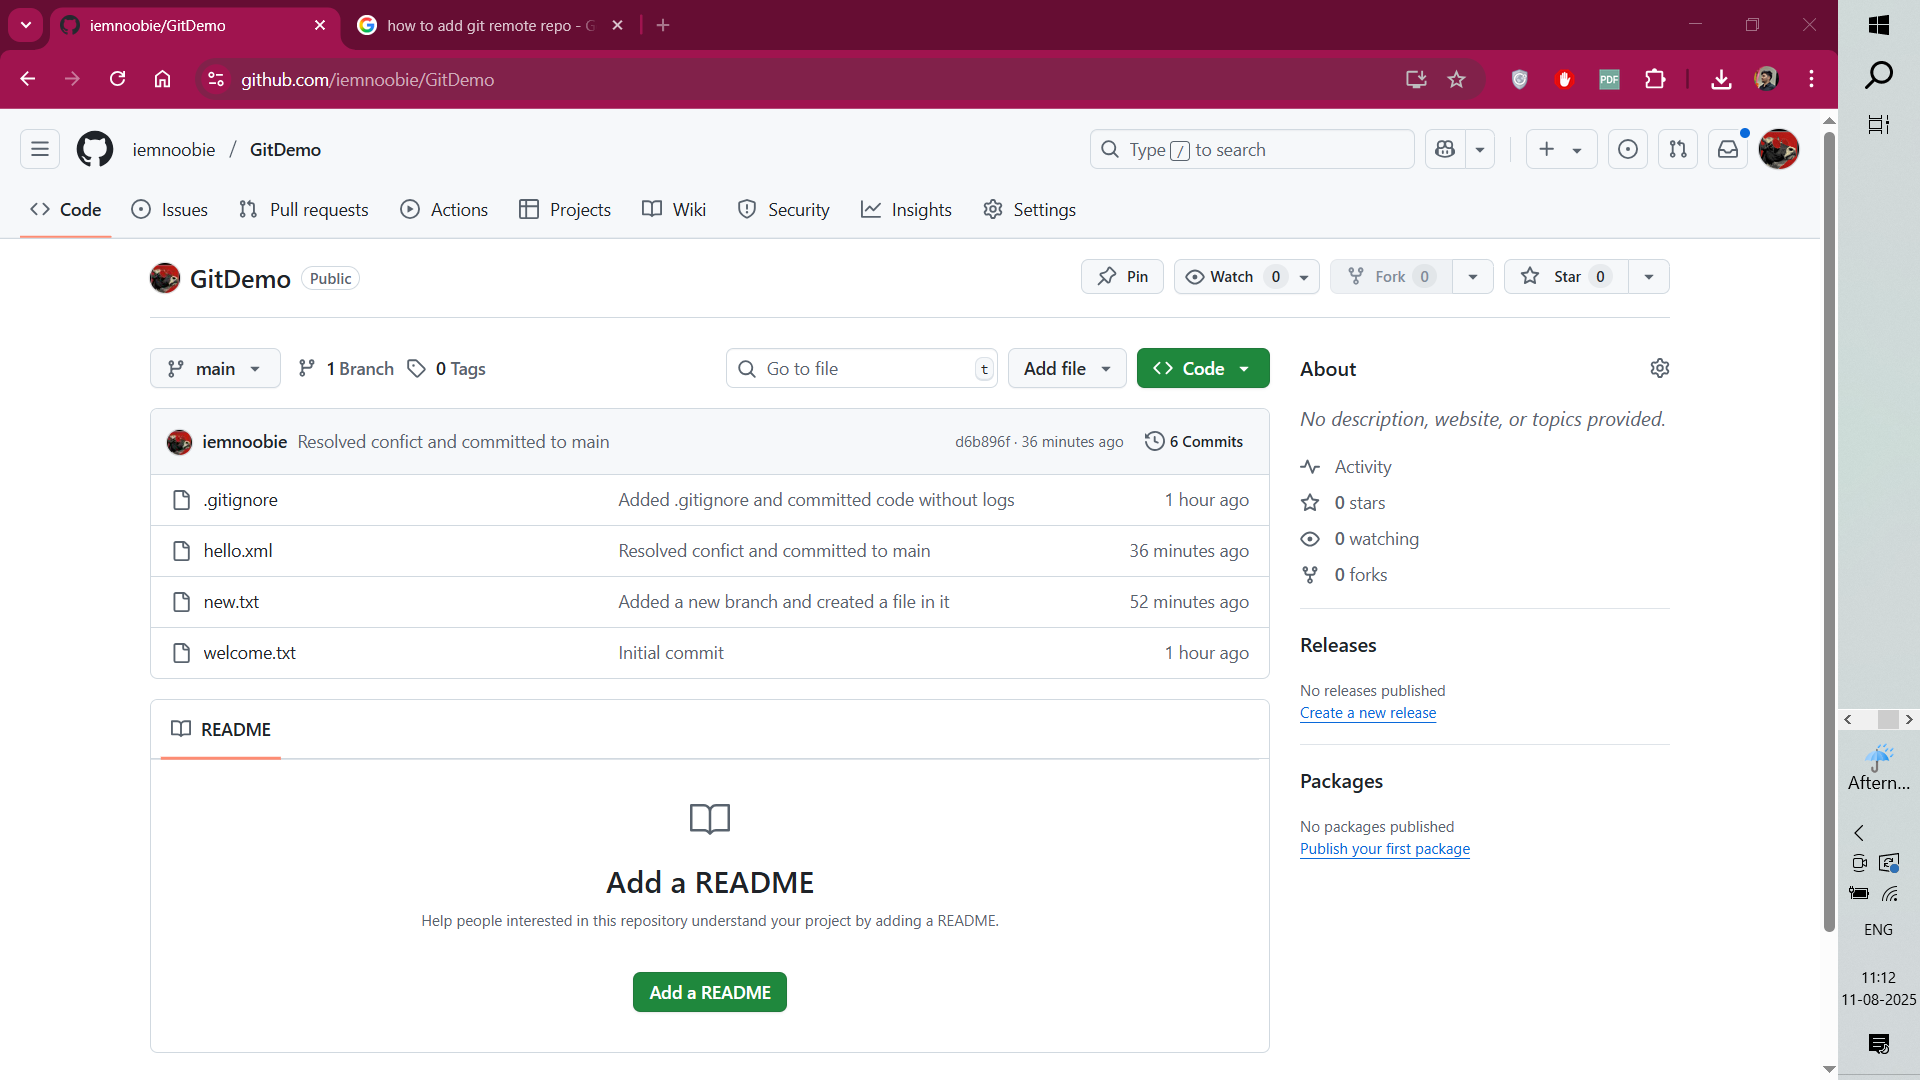 iemnoobie/GitDemo
how to add git remote repo - G
github.com/iemnoobie/GitDemo
PDF
iemnoobie / GitDemo
Type / to search
Code Issues Pull requests Actions Projects Wiki Security Insights Settings
GitDemo Public
Pin Watch 0 Fork 0 Star 0
main 1 Branch 0 Tags
Go to file t
Add file Code
About
No description, website, or topics provided.
iemnoobie Resolved confict and committed to main d6b896f · 36 minutes ago 6 Commits
.gitignore Added .gitignore and committed code without logs 1 hour ago
hello.xml Resolved confict and committed to main 36 minutes ago
new.txt Added a new branch and created a file in it 52 minutes ago
welcome.txt Initial commit 1 hour ago
Activity
0 stars
0 watching
0 forks
Releases
No releases published
Create a new release
Packages
No packages published
Publish your first package
README
Add a README
Help people interested in this repository understand your project by adding a README.
Add a README
Aftern...
ENG
11:12
11-08-2025